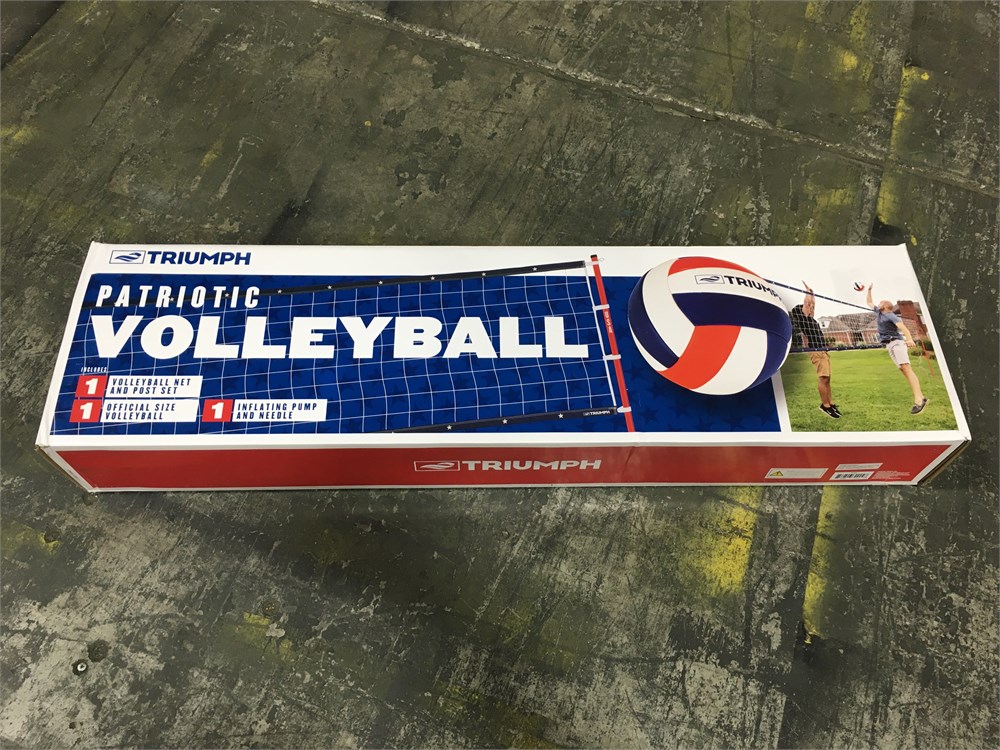 TRIUMPH
PATRIOTIC
VOLLEYBALL
INCLUDES
1 VOLLEYBALL NET
AND POST SET
1 OFFICIAL SIZE
VOLLEYBALL
1 INFLATING PUMP
AND NEEDLE
TRIUMPH
TRIUMPH
TRIUMPH